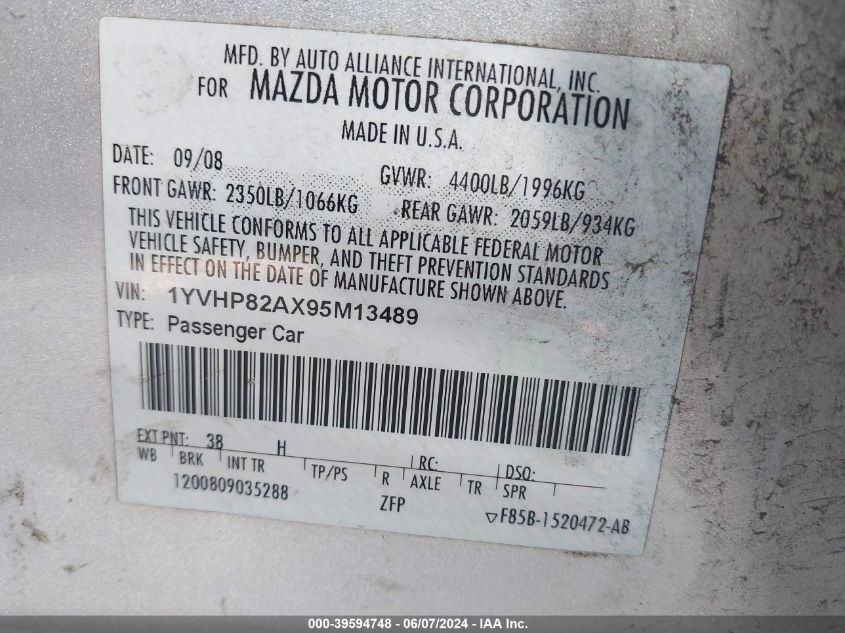 MFD. BY AUTO ALLIANCE INTERNATIONAL, INC.
FOR MAZDA MOTOR CORPORATION
MADE IN U.S.A.
DATE: 09/08 GVWR: 4400LB/1996KG
FRONT GAWR: 2350LB/1066KG REAR GAWR: 2059LB/934KG
THIS VEHICLE CONFORMS TO ALL APPLICABLE FEDERAL MOTOR
VEHICLE SAFETY, BUMPER, AND THEFT PREVENTION STANDARDS
IN EFFECT ON THE DATE OF MANUFACTURE SHOWN ABOVE.
VIN: 1YVHP82AX95M13489
TYPE: Passenger Car
EXT PNT: 38 H RC: DSO:
WB BRK INT TR TP/PS R AXLE TR SPR
1200809035288 ZFP ▽F85B-1520472-AB
000-39594748 - 06/07/2024 - IAA Inc.